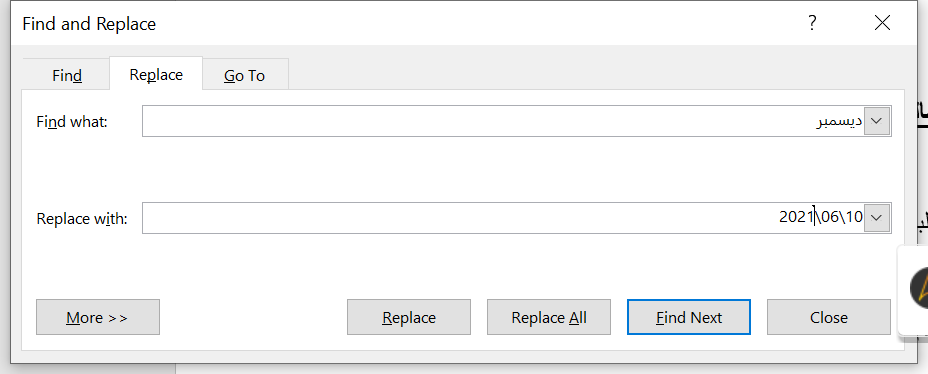 Find and Replace ? ×
Find Replace Go To
Find what: ديسمبر
Replace with: 2021\06\10
More >> Replace Replace All Find Next Close